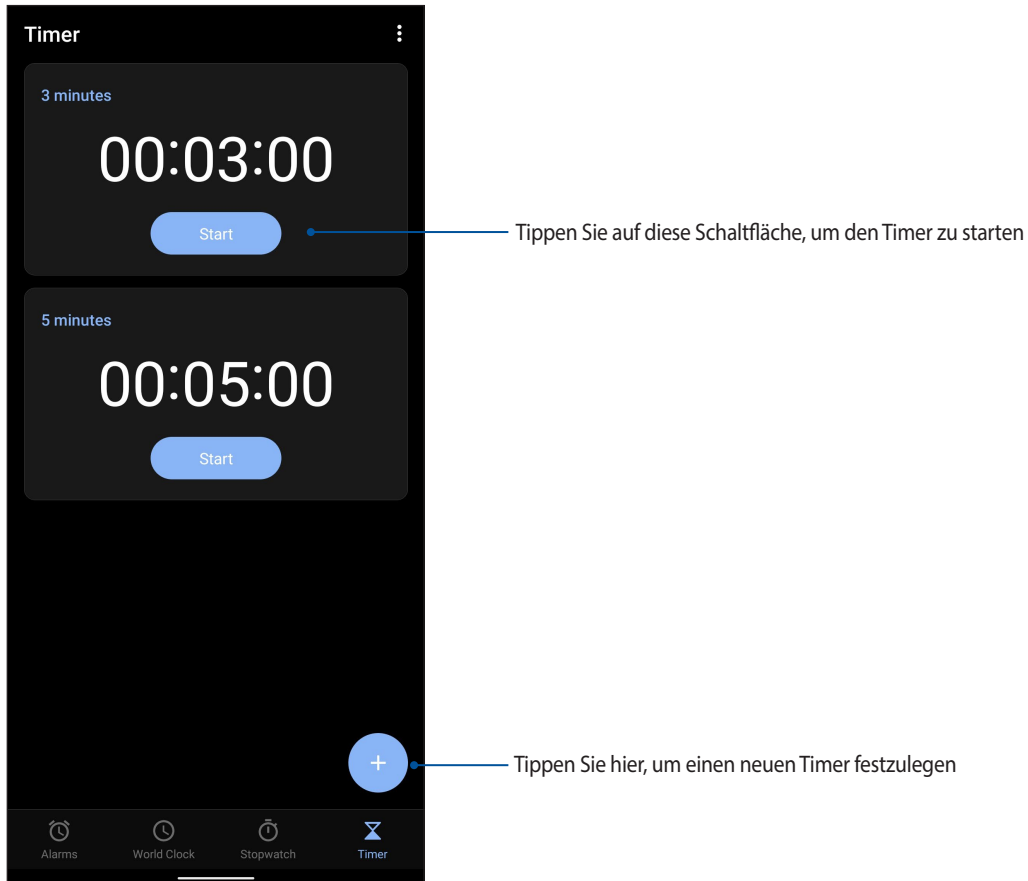 Timer
3 minutes
00:03:00
Start
Tippen Sie auf diese Schaltfläche, um den Timer zu starten
5 minutes
00:05:00
Start
+
Tippen Sie hier, um einen neuen Timer festzulegen
Alarms
World Clock
Stopwatch
Timer